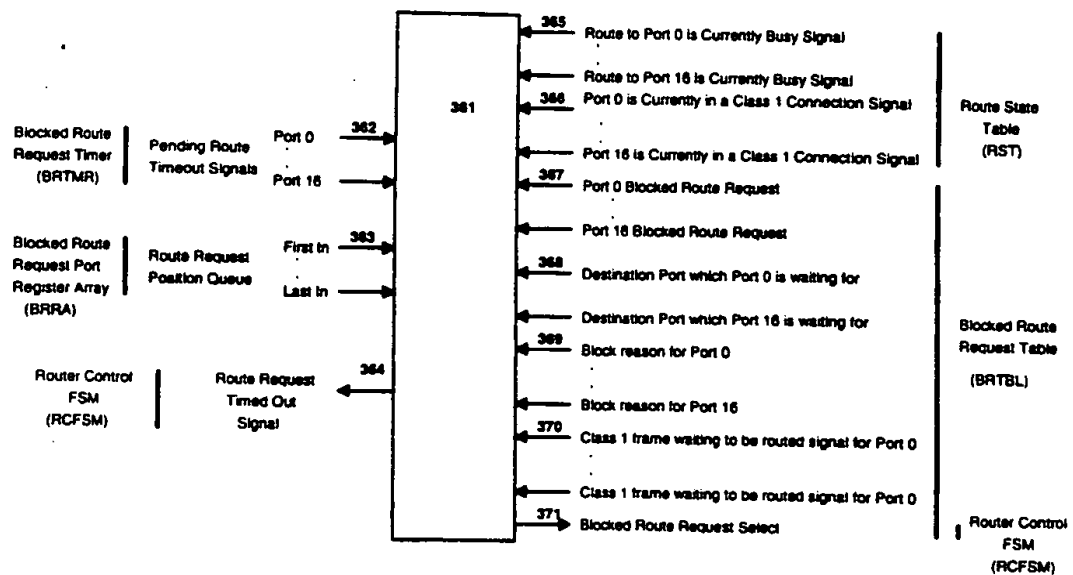 Blocked Route
Request Timer
(BRTMR)
Pending Route
Timeout Signals
Port 0
362
Port 16
Blocked Route
Request Port
Register Array
(BRRA)
Route Request
Position Queue
First In
363
Last In
Router Control
FSM
(RCFSM)
Route Request
Timed Out
Signal
364
361
365
Route to Port 0 is Currently Busy Signal
Route to Port 16 is Currently Busy Signal
366
Port 0 is Currently in a Class 1 Connection Signal
Port 16 is Currently in a Class 1 Connection Signal
Route State
Table
(RST)
367
Port 0 Blocked Route Request
Port 16 Blocked Route Request
368
Destination Port which Port 0 is waiting for
Destination Port which Port 16 is waiting for
369
Block reason for Port 0
Block reason for Port 16
370
Class 1 frame waiting to be routed signal for Port 0
Class 1 frame waiting to be routed signal for Port 0
Blocked Route
Request Table
(BRTBL)
371
Blocked Route Request Select
Router Control
FSM
(RCFSM)